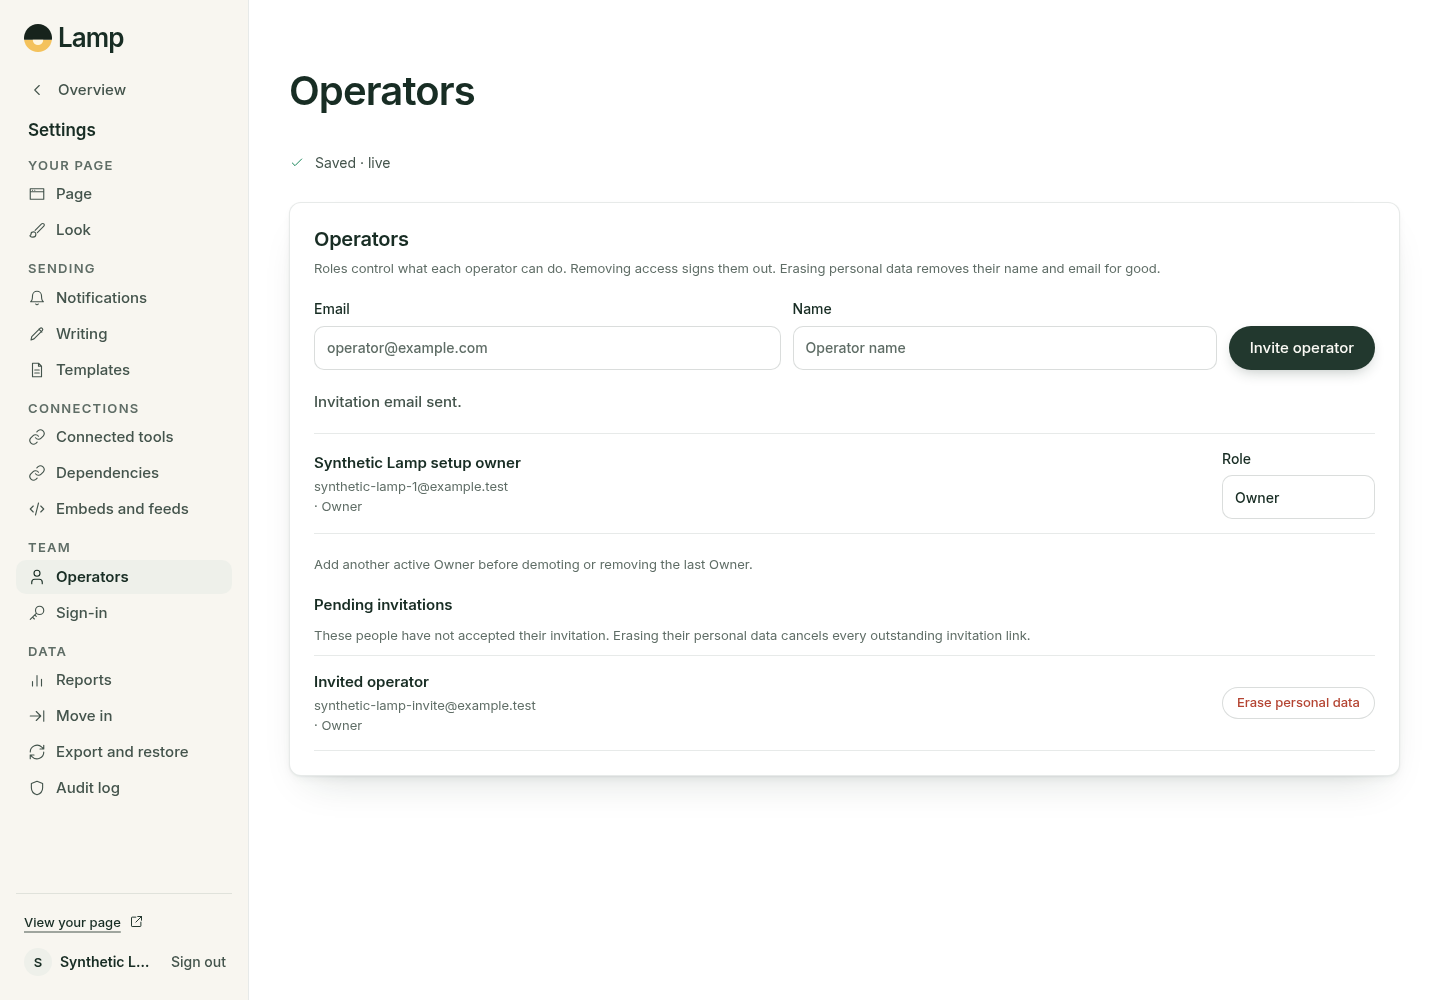 Lamp
Overview
Settings
YOUR PAGE
Page
Look
SENDING
Notifications
Writing
Templates
CONNECTIONS
Connected tools
Dependencies
Embeds and feeds
TEAM
Operators
Sign-in
DATA
Reports
Move in
Export and restore
Audit log
View your page
S
Synthetic L...
Sign out
Operators
Saved · live
Operators
Roles control what each operator can do. Removing access signs them out. Erasing personal data removes their name and email for good.
Email
Name
operator@example.com
Operator name
Invite operator
Invitation email sent.
Synthetic Lamp setup owner
synthetic-lamp-1@example.test
· Owner
Role
Owner
Add another active Owner before demoting or removing the last Owner.
Pending invitations
These people have not accepted their invitation. Erasing their personal data cancels every outstanding invitation link.
Invited operator
synthetic-lamp-invite@example.test
· Owner
Erase personal data